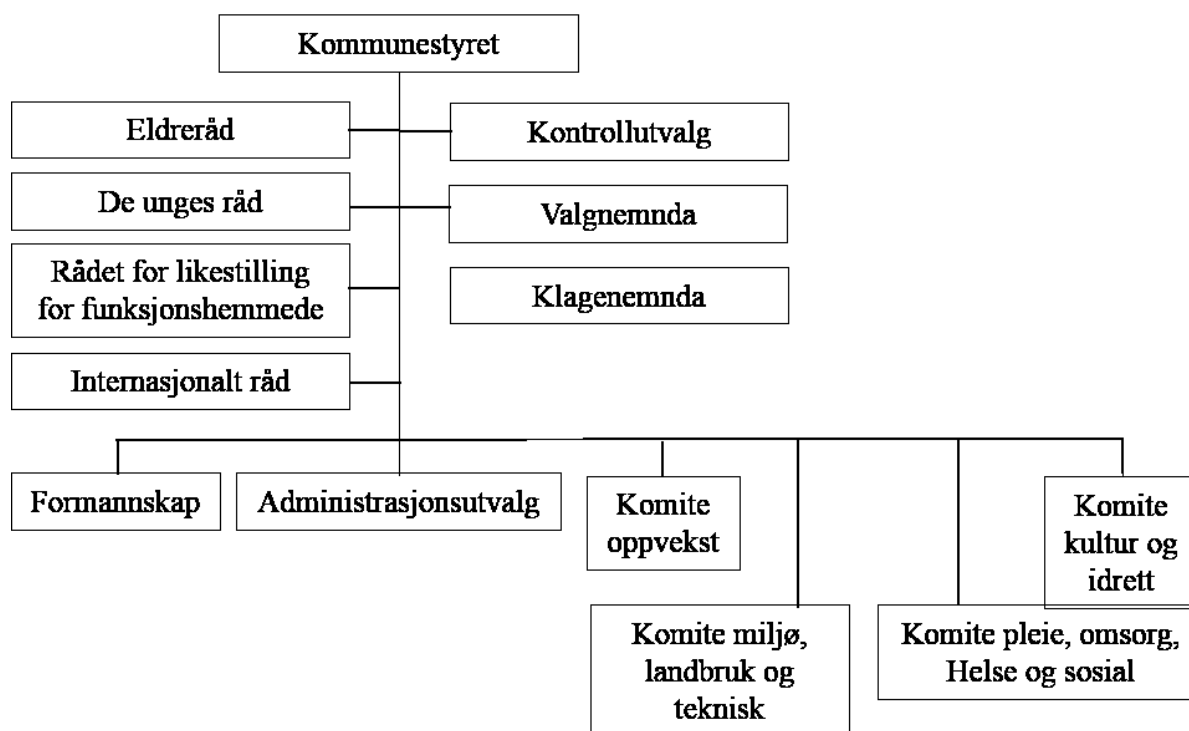 Kommunestyret
Eldreråd
Kontrollutvalg
De unges råd
Valgnemnda
Rådet for likestilling
for funksjonshemmede
Klagenemnda
Internasjonalt råd
Formannskap
Administrasjonsutvalg
Komite
oppvekst
Komite
kultur og
idrett
Komite miljø,
landbruk og
teknisk
Komite pleie, omsorg,
Helse og sosial